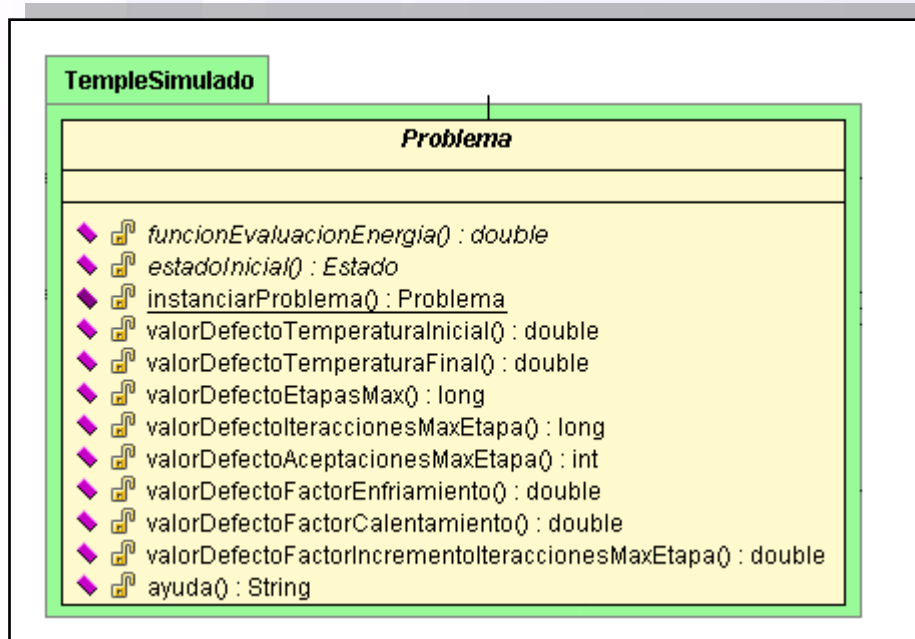 TempleSimulado
Problema
funcionEvaluacionEnergia() : double
estadoInicial() : Estado
instanciarProblema() : Problema
valorDefectoTemperaturaInicial() : double
valorDefectoTemperaturaFinal() : double
valorDefectoEtapasMax() : long
valorDefectoIteraccionesMaxEtapa() : long
valorDefectoAceptacionesMaxEtapa() : int
valorDefectoFactorEnfriamiento() : double
valorDefectoFactorCalentamiento() : double
valorDefectoFactorIncrementoIteraccionesMaxEtapa() : double
ayuda() : String